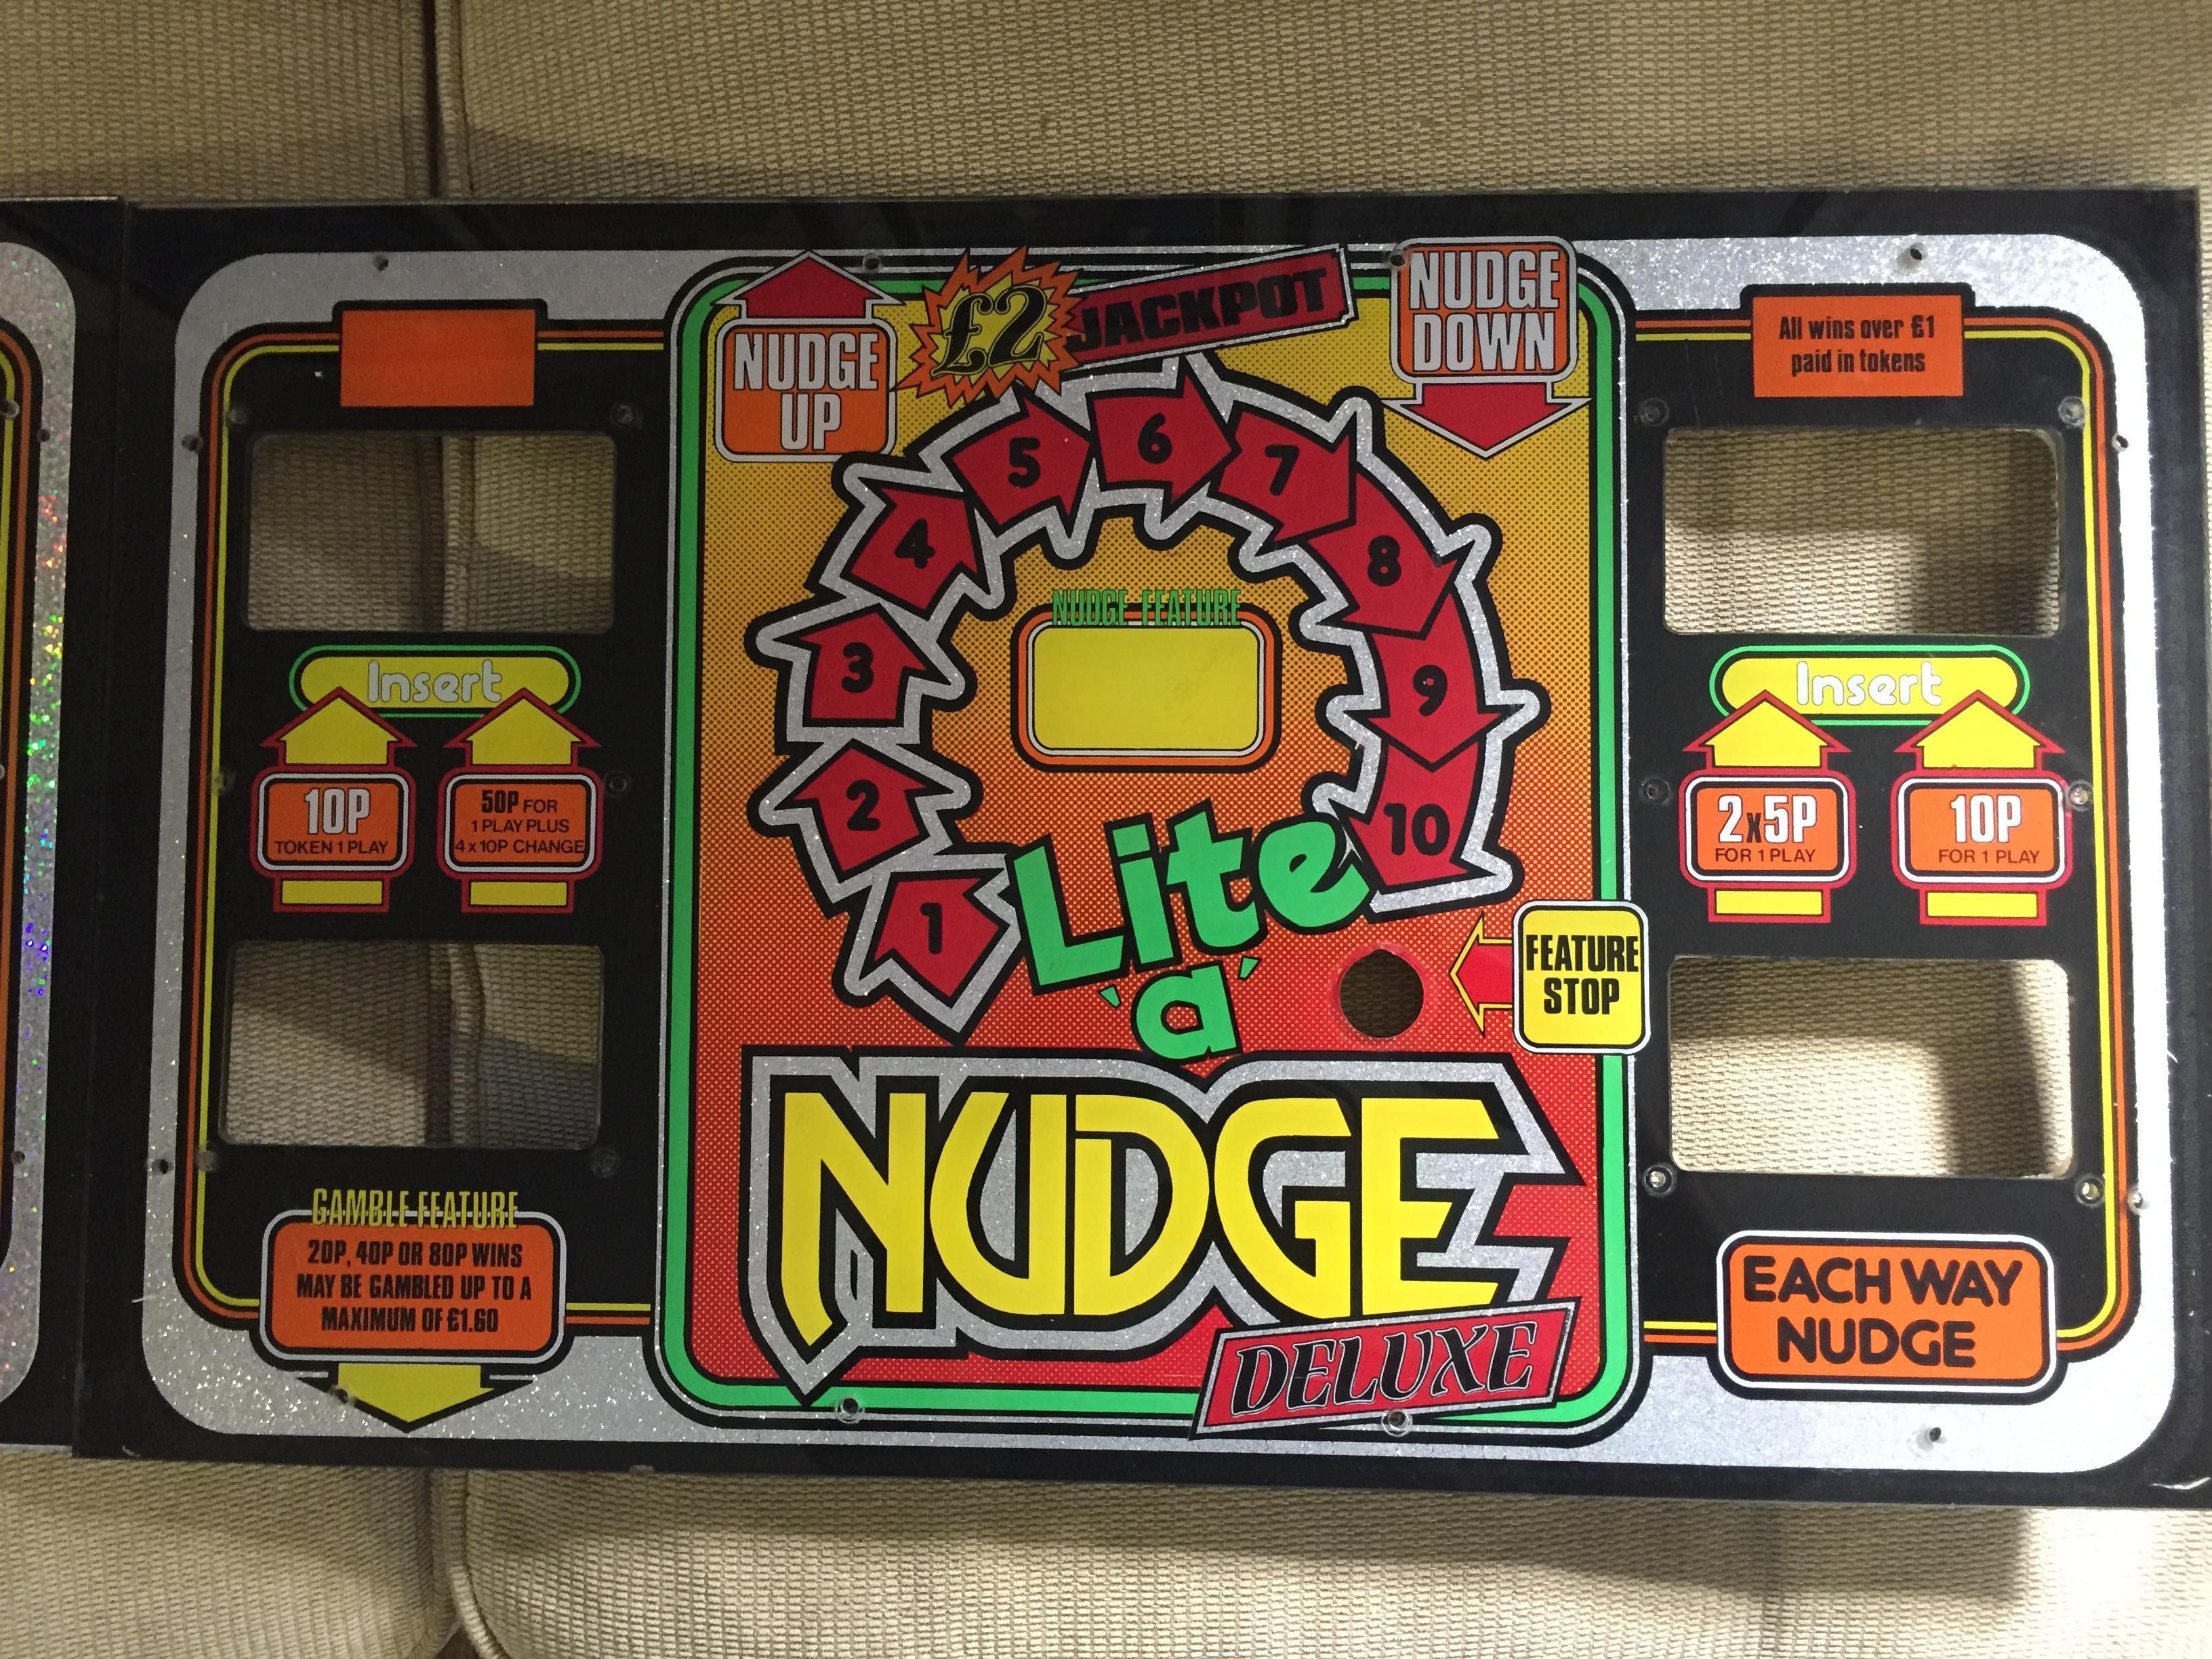 £2 JACKPOT
NUDGE
UP
NUDGE
DOWN
All wins over £1
paid in tokens
1
2
3
4
5
6
7
8
9
10
NUDGE FEATURE
Insert
10P
TOKEN 1 PLAY
50P FOR
1 PLAY PLUS
4 x 10P CHANGE
Insert
2x5P
FOR 1 PLAY
10P
FOR 1 PLAY
Lite
'a'
NUDGE
DELUXE
FEATURE
STOP
GAMBLE FEATURE
20P, 40P OR 80P WINS
MAY BE GAMBLED UP TO A
MAXIMUM OF £1.60
EACH WAY
NUDGE